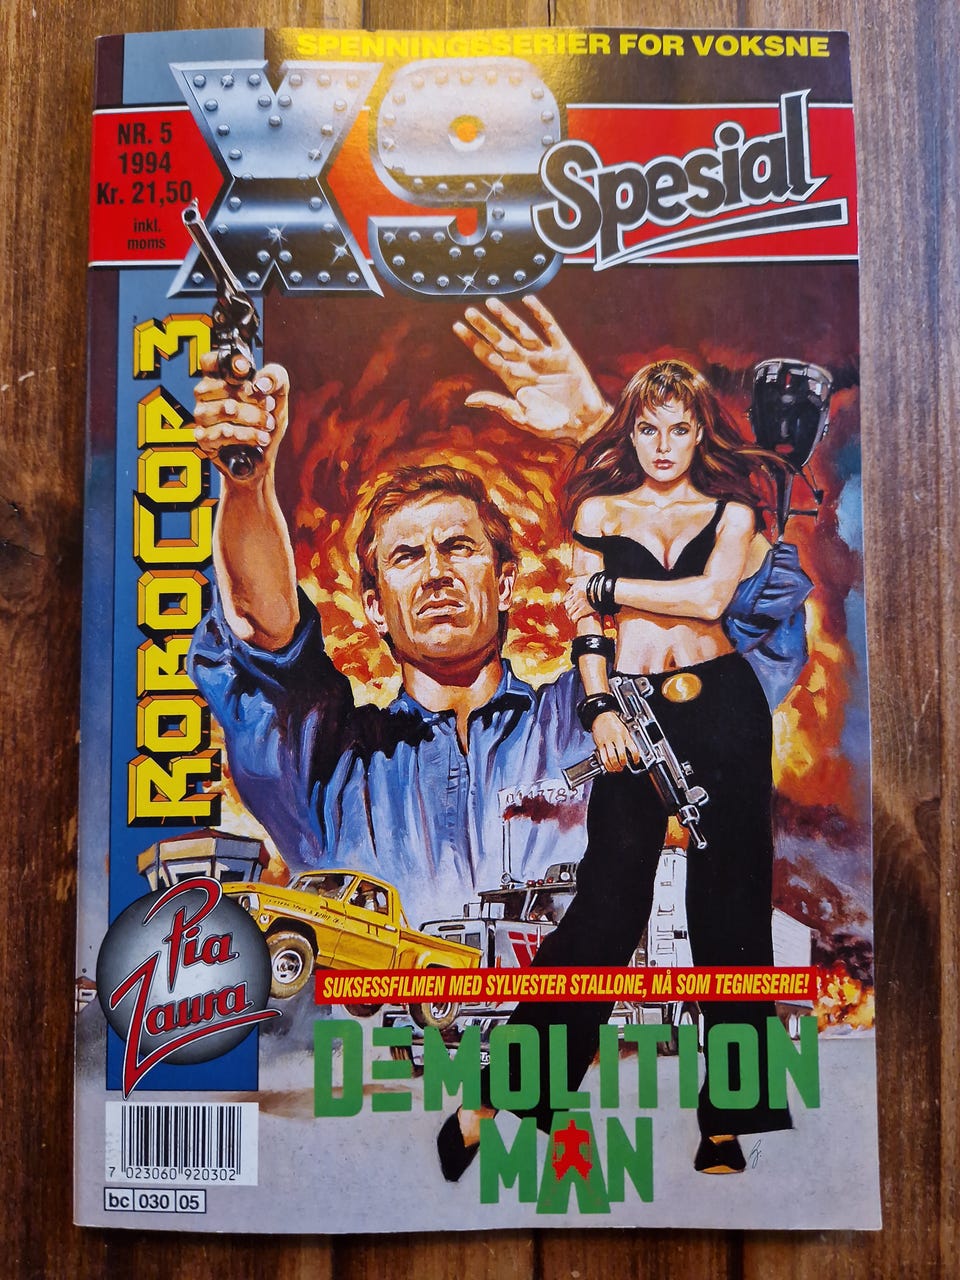 SPENNINGSSERIER FOR VOKSNE
X9
Spesial
NR. 5
1994
Kr. 21,50
inkl.
moms
ROBOCOP 3
Pia
Zaura
SUKSESSFILMEN MED SYLVESTER STALLONE, NÅ SOM TEGNESERIE!
DEMOLITION
MAN
7 023060 920302
bc 030 05